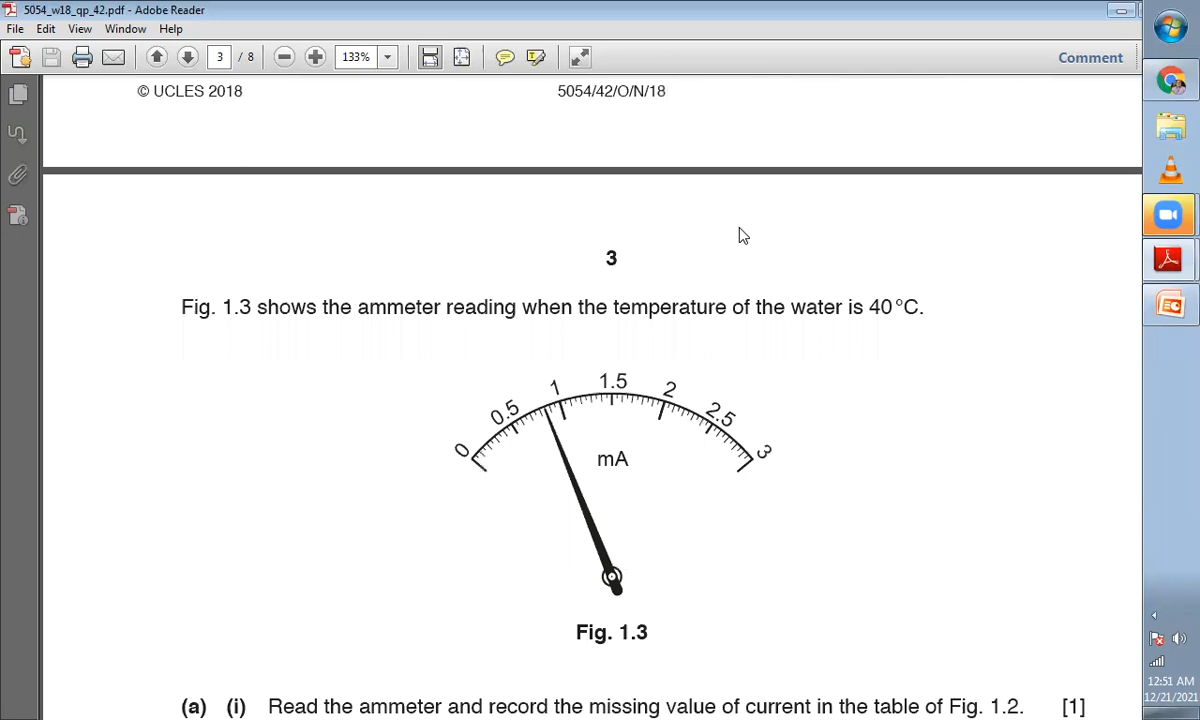 5054_w18_qp_42.pdf - Adobe Reader
File Edit View Window Help
3 / 8 133% Comment
© UCLES 2018 5054/42/O/N/18
3
Fig. 1.3 shows the ammeter reading when the temperature of the water is 40 °C.
0 0.5 1 1.5 2 2.5 3
mA
Fig. 1.3
(a) (i) Read the ammeter and record the missing value of current in the table of Fig. 1.2. [1]
12:51 AM
12/21/2021